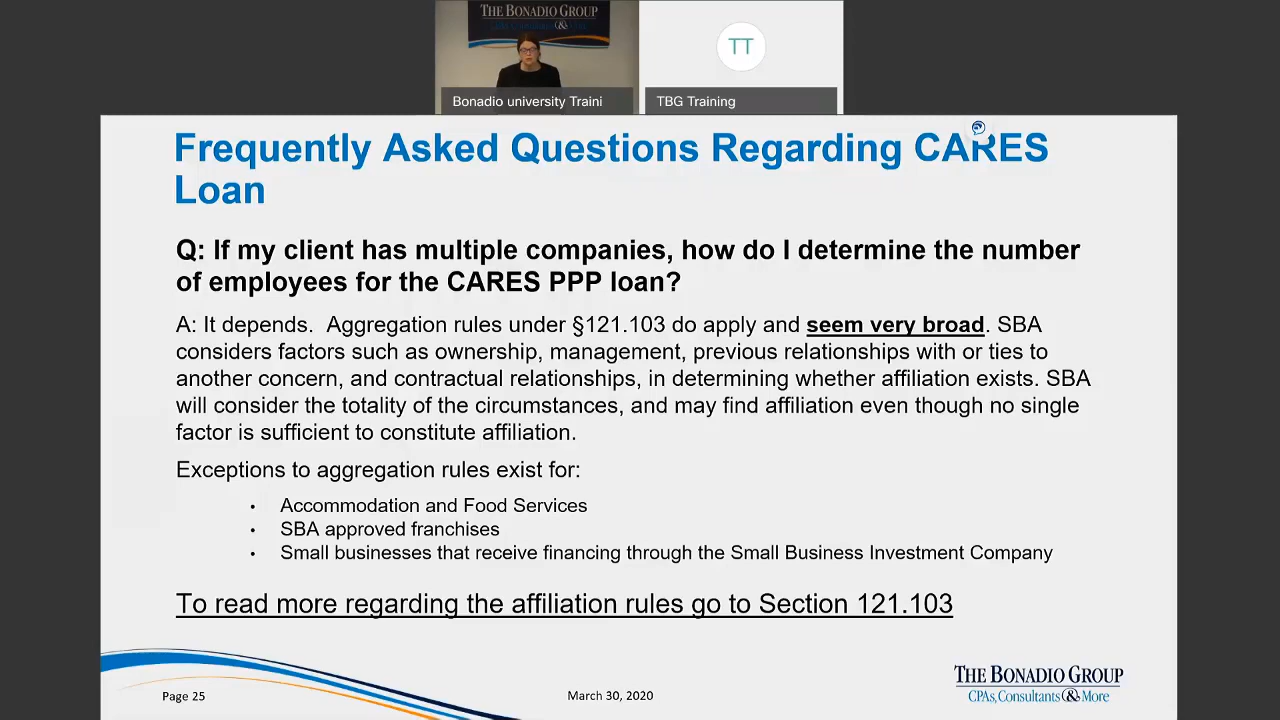 THE BONADIO GROUP
CPAs, Consultants & More
TT
Bonadio university Traini
TBG Training
Frequently Asked Questions Regarding CARES
Loan
Q: If my client has multiple companies, how do I determine the number
of employees for the CARES PPP loan?
A: It depends. Aggregation rules under §121.103 do apply and seem very broad. SBA
considers factors such as ownership, management, previous relationships with or ties to
another concern, and contractual relationships, in determining whether affiliation exists. SBA
will consider the totality of the circumstances, and may find affiliation even though no single
factor is sufficient to constitute affiliation.
Exceptions to aggregation rules exist for:
• Accommodation and Food Services
• SBA approved franchises
• Small businesses that receive financing through the Small Business Investment Company
To read more regarding the affiliation rules go to Section 121.103
Page 25
March 30, 2020
THE BONADIO GROUP
CPAs, Consultants & More